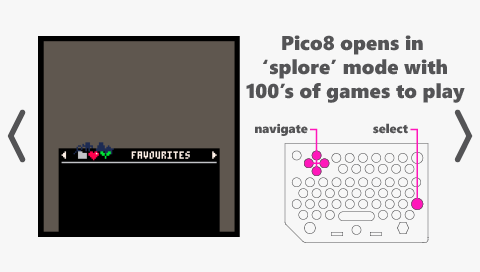 Pico8 opens in
‘splore’ mode with
100’s of games to play
navigate
select
FAVOURITES